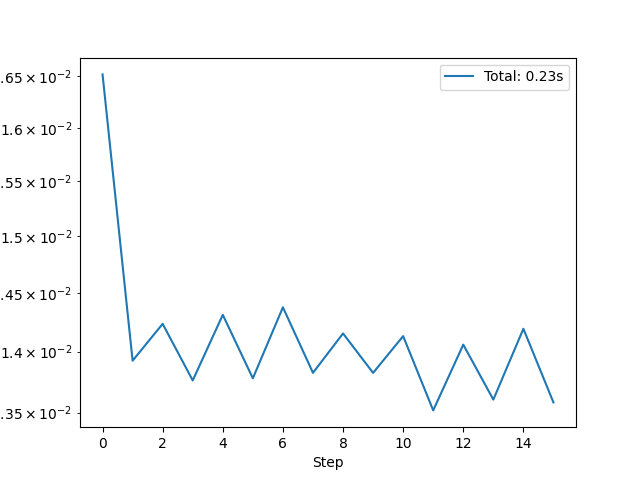 Total: 0.23s
.65 × 10⁻²
1.6 × 10⁻²
.55 × 10⁻²
1.5 × 10⁻²
.45 × 10⁻²
1.4 × 10⁻²
.35 × 10⁻²
0 2 4 6 8 10 12 14
Step